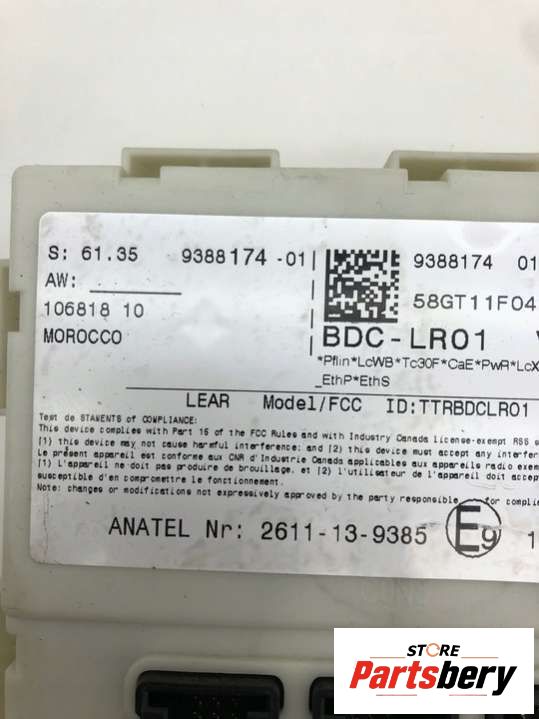 S: 61.35 9388174 -01 9388174 01
AW:
106818 10 58GT11F04
MOROCCO BDC-LR01 V
*Pflin*LcWB*Tc30F*CaE*PwR*LcX
_EthP*EthS
LEAR Model/FCC ID:TTRBDCLR01
Test de STAMENTS of COMPLIANCE:
This device complies with Part 15 of the FCC Rules and with Industry Canada license-exempt RSS
(1) this device may not cause harmful interference; and (2) this device must accept any interfer
Le présent appareil est conforme aux CNR d'Industrie Canada applicables aux appareils radio exem
(1) L'appareil ne doit pas produire de brouillage, et (2) l'utilisateur de l'appareil doit accep
susceptible d'en compromettre le fonctionnement.
Note: changes or modifications not expressively approved by the party responsible for compli
ANATEL Nr: 2611-13-9385 E9 1
STORE
Partsbery